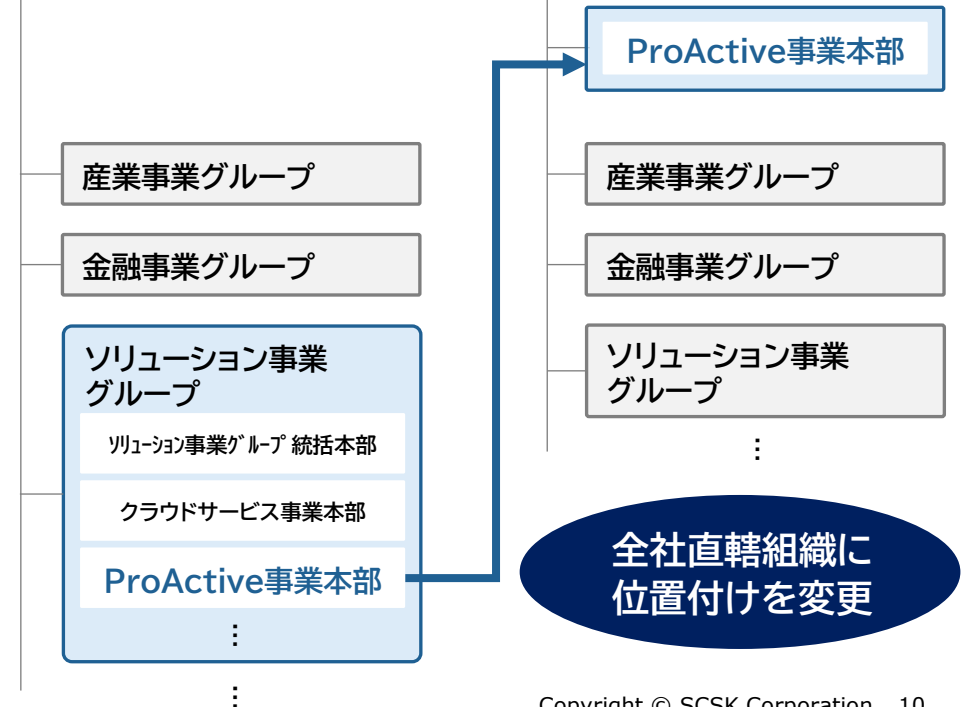 産業事業グループ
金融事業グループ
ソリューション事業
グループ
ｿﾘｭｰｼｮﾝ事業ｸﾞﾙｰﾌﾟ 統括本部
クラウドサービス事業本部
ProActive事業本部
⋮
⋮
ProActive事業本部
産業事業グループ
金融事業グループ
ソリューション事業
グループ
⋮
全社直轄組織に
位置付けを変更
Copyright © SCSK Corporation 10